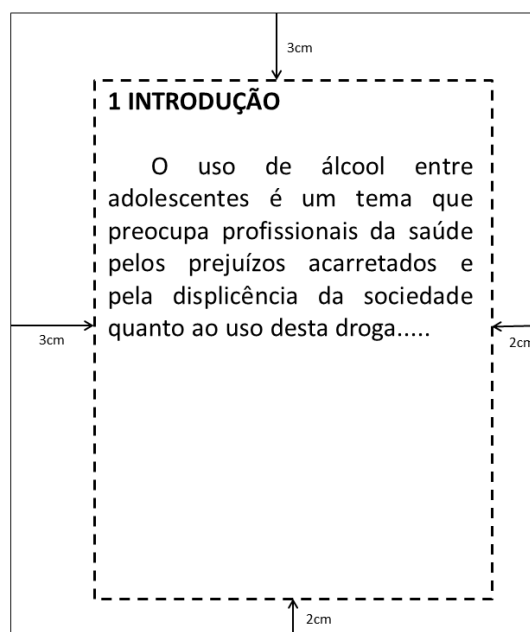 3cm
1 INTRODUÇÃO
O uso de álcool entre
adolescentes é um tema que
preocupa profissionais da saúde
pelos prejuízos acarretados e
pela displicência da sociedade
quanto ao uso desta droga.....
3cm
2cm
2cm